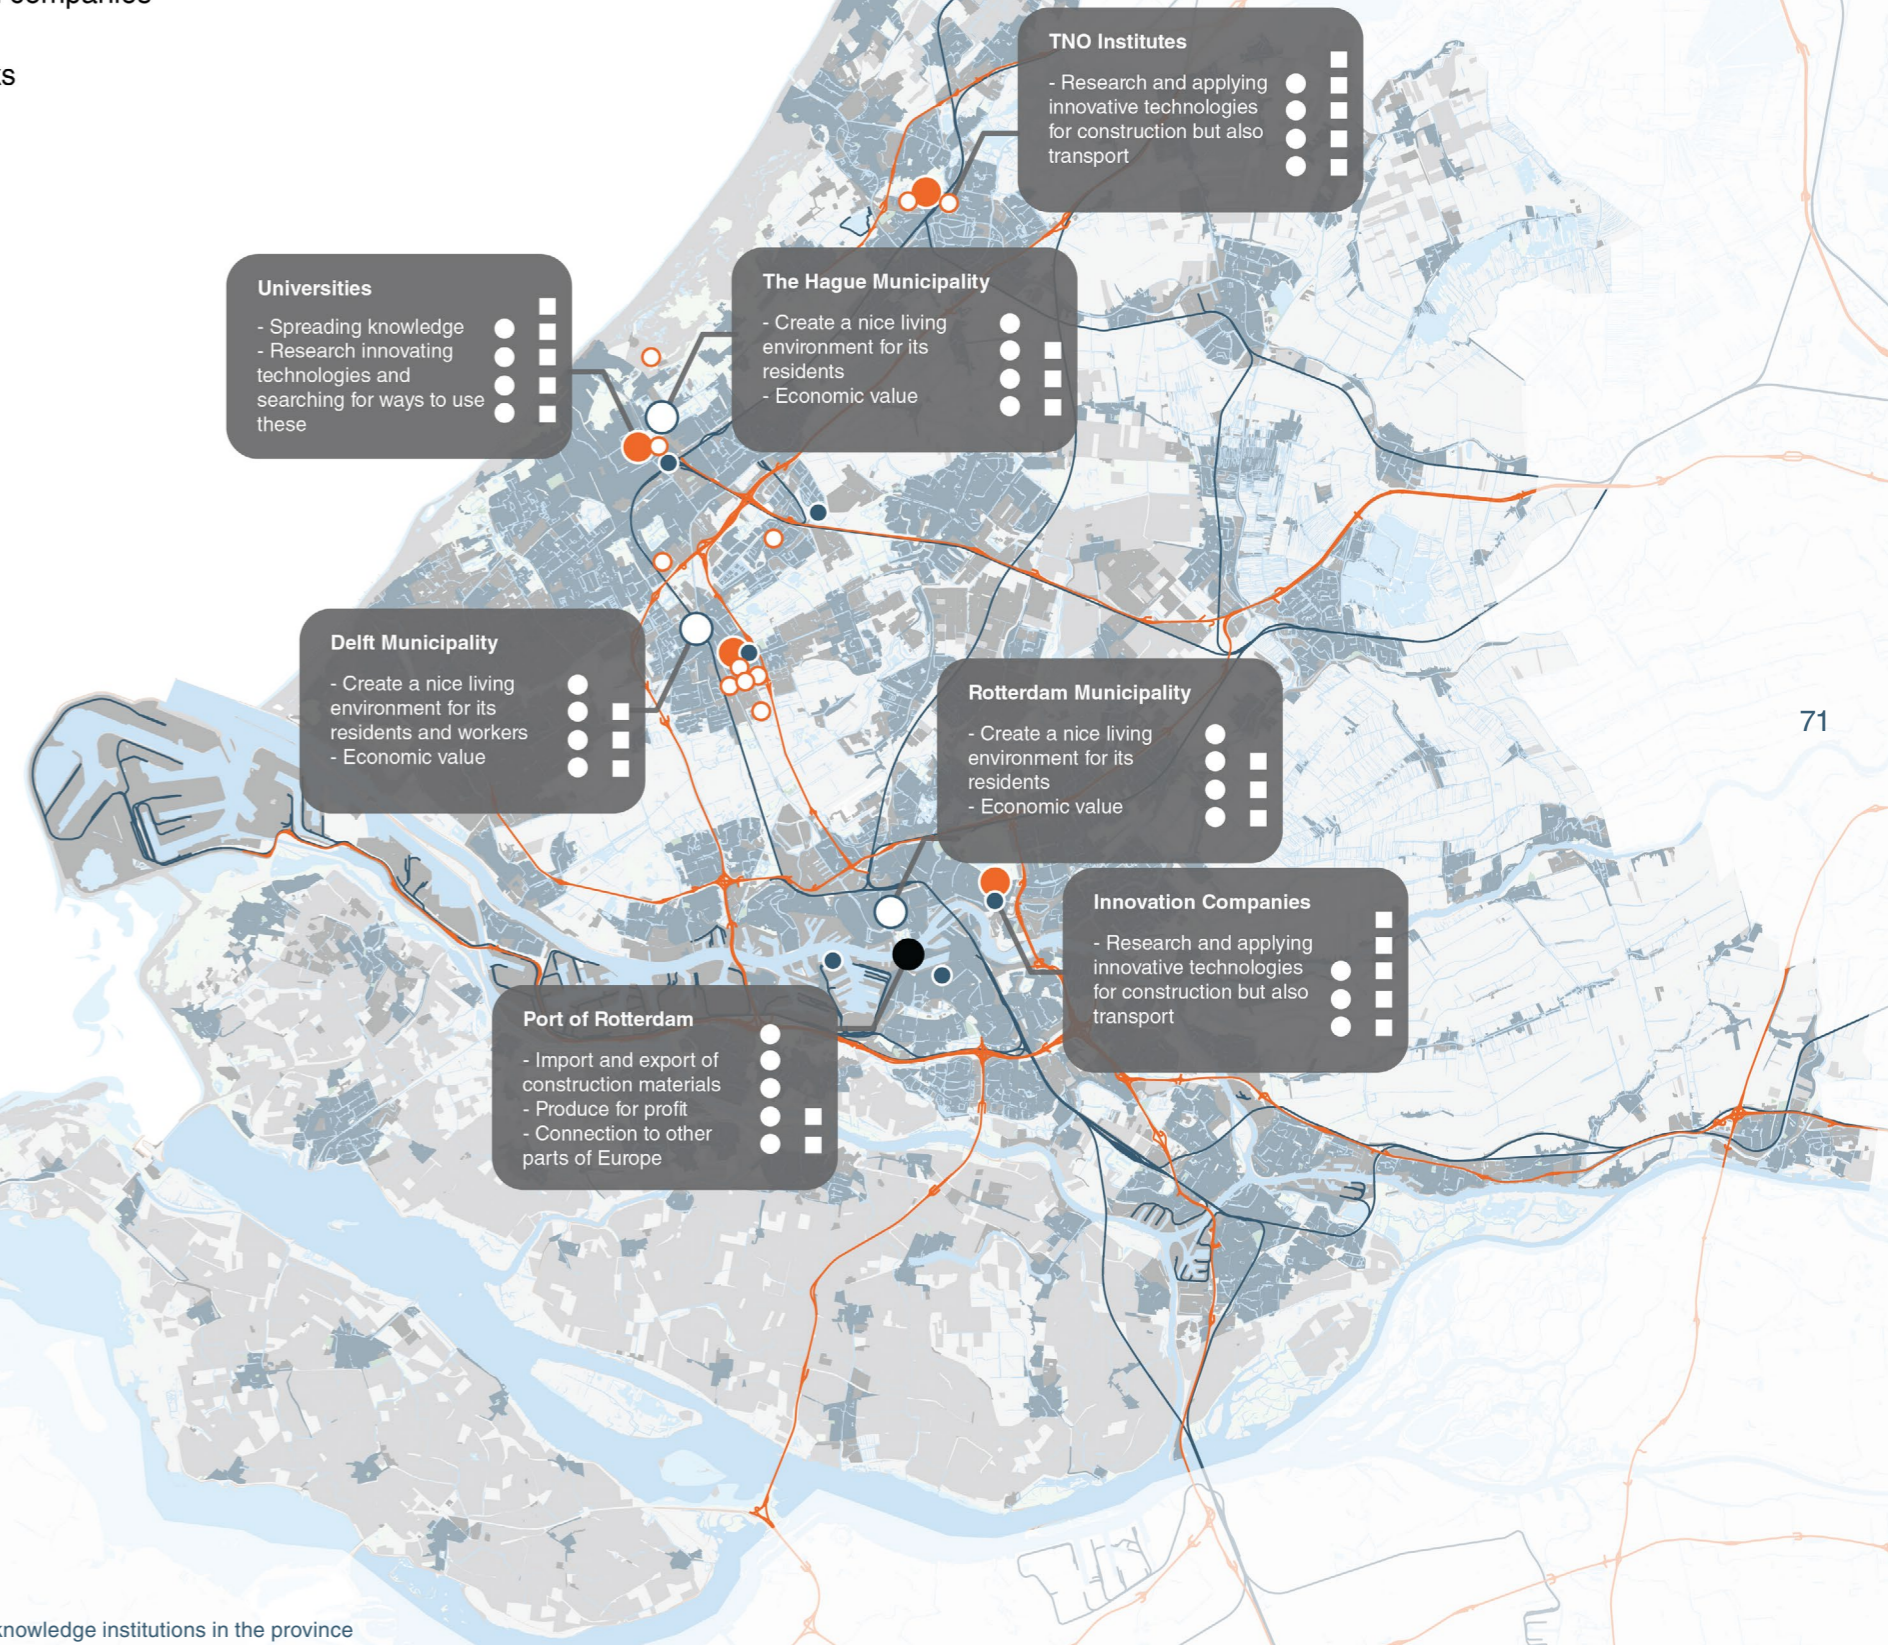 companies
TNO Institutes
- Research and applying
innovative technologies
for construction but also
transport
Universities
- Spreading knowledge
- Research innovating
technologies and
searching for ways to use
these
The Hague Municipality
- Create a nice living
environment for its
residents
- Economic value
Delft Municipality
- Create a nice living
environment for its
residents and workers
- Economic value
Rotterdam Municipality
- Create a nice living
environment for its
residents
- Economic value
71
Innovation Companies
- Research and applying
innovative technologies
for construction but also
transport
Port of Rotterdam
- Import and export of
construction materials
- Produce for profit
- Connection to other
parts of Europe
knowledge institutions in the province